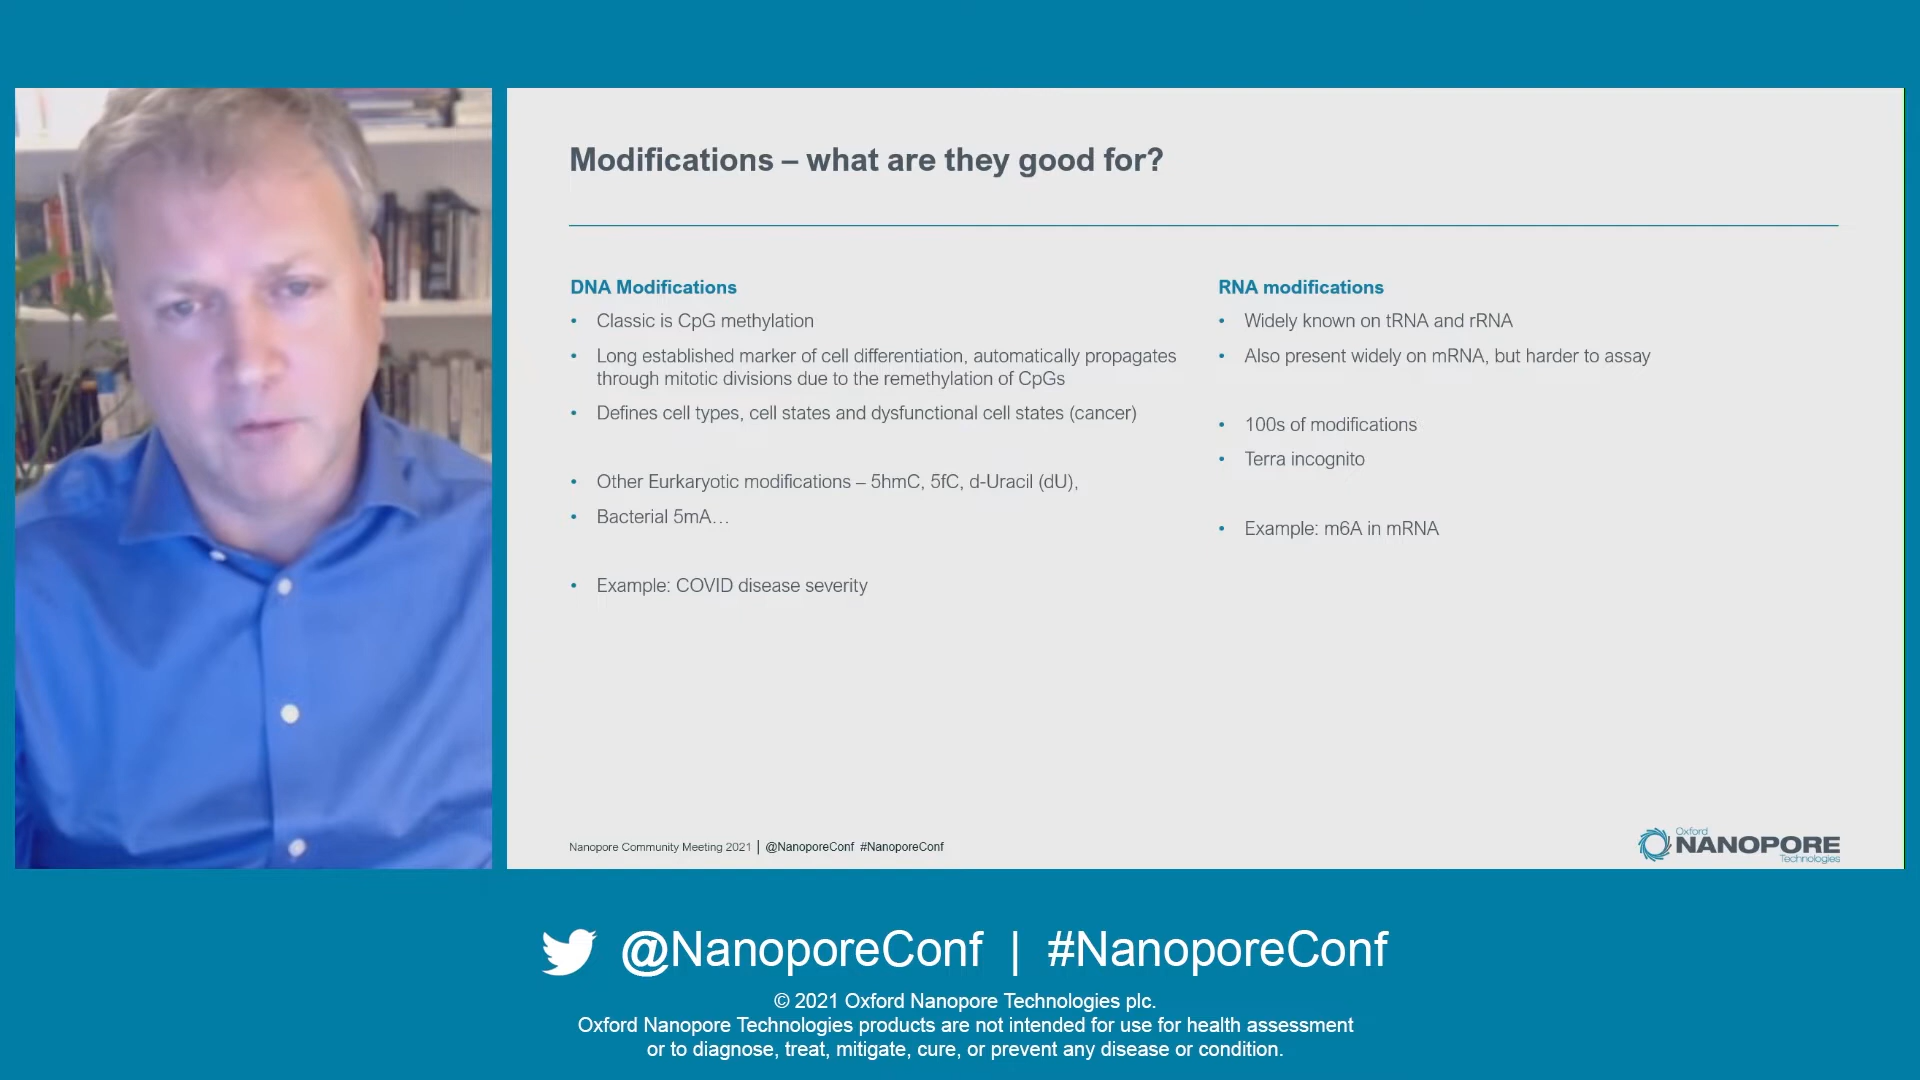 Modifications – what are they good for?
DNA Modifications
• Classic is CpG methylation
• Long established marker of cell differentiation, automatically propagates
through mitotic divisions due to the remethylation of CpGs
• Defines cell types, cell states and dysfunctional cell states (cancer)
• Other Eurkaryotic modifications – 5hmC, 5fC, d-Uracil (dU),
• Bacterial 5mA…
• Example: COVID disease severity
RNA modifications
• Widely known on tRNA and rRNA
• Also present widely on mRNA, but harder to assay
• 100s of modifications
• Terra incognito
• Example: m6A in mRNA
Nanopore Community Meeting 2021 | @NanoporeConf #NanoporeConf
Oxford
NANOPORE
Technologies
@NanoporeConf | #NanoporeConf
© 2021 Oxford Nanopore Technologies plc.
Oxford Nanopore Technologies products are not intended for use for health assessment
or to diagnose, treat, mitigate, cure, or prevent any disease or condition.